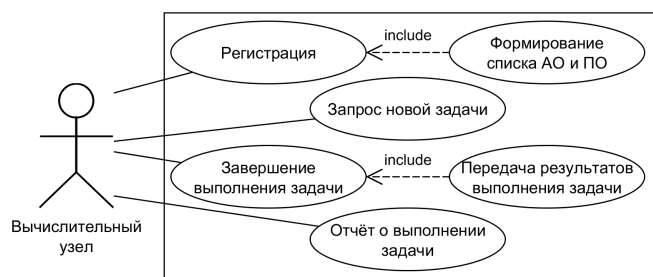 Регистрация
include
Формирование
списка АО и ПО
Запрос новой задачи
Завершение
выполнения задачи
include
Передача результатов
выполнения задачи
Отчёт о выполнении
задачи
Вычислительный
узел